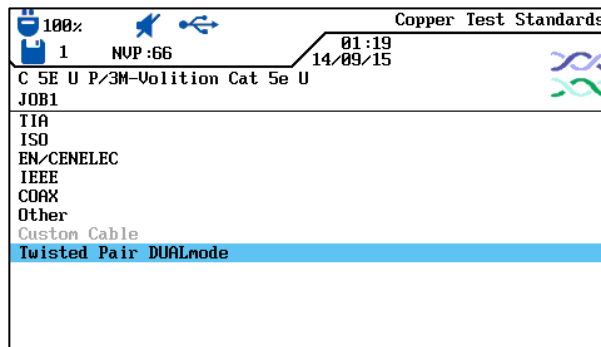 100%
Copper Test Standards
1 NVP:66
01:19
14/09/15
C 5E U P/3M-Volition Cat 5e U
JOB1
TIA
ISO
EN/CENELEC
IEEE
COAX
Other
Custom Cable
Twisted Pair DUALmode